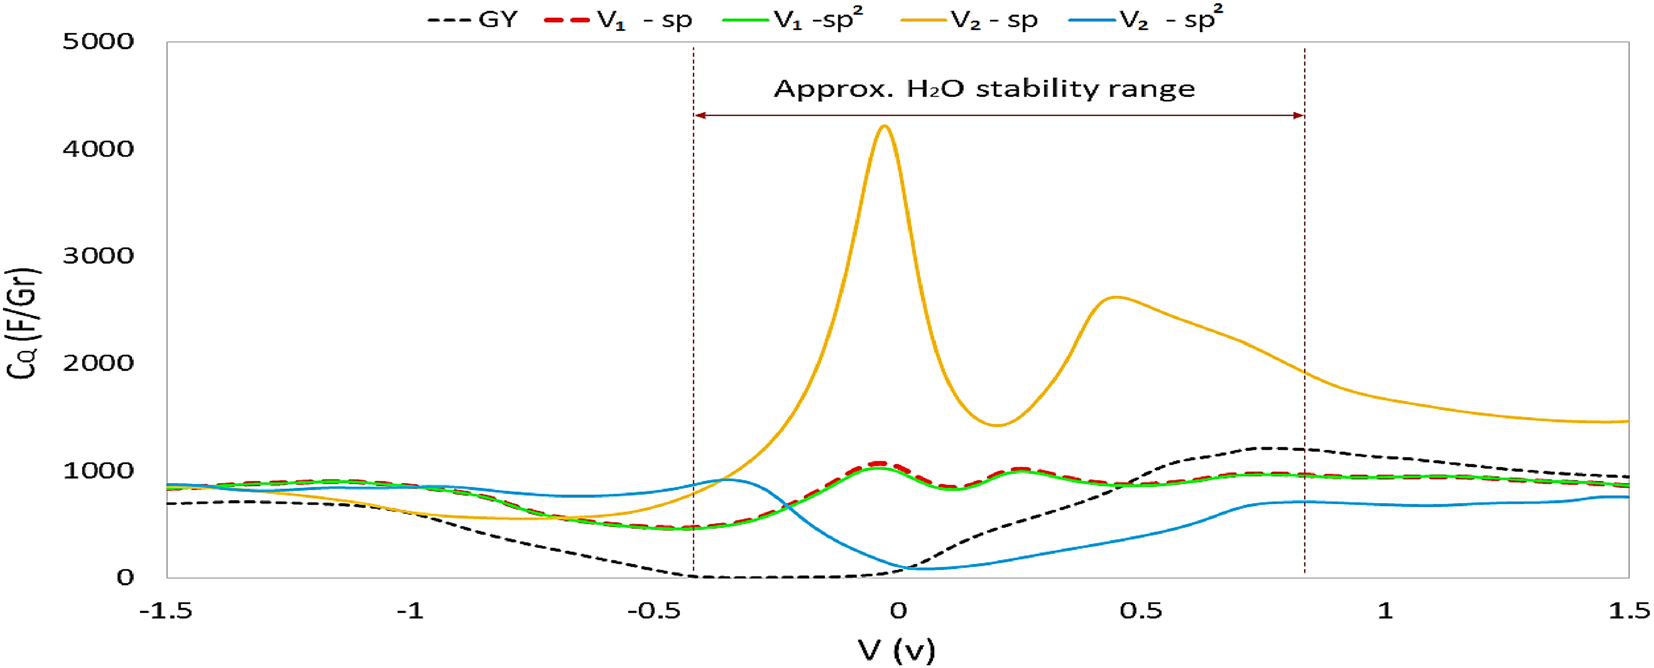 GY V₁ - sp V₁ -sp² V₂ - sp V₂ - sp²
5000
Approx. H₂O stability range
4000
3000
2000
1000
0
CQ (F/Gr)
-1.5 -1 -0.5 0 0.5 1 1.5
V (v)